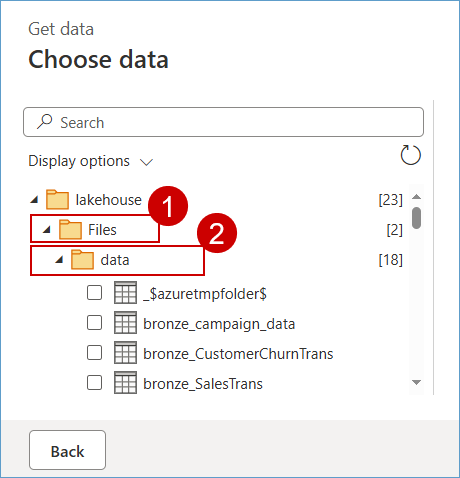 Get data
Choose data
Search
Display options
lakehouse [23]
1
Files [2]
2
data [18]
_$azuretmpfolder$
bronze_campaign_data
bronze_CustomerChurnTrans
bronze_SalesTrans
Back